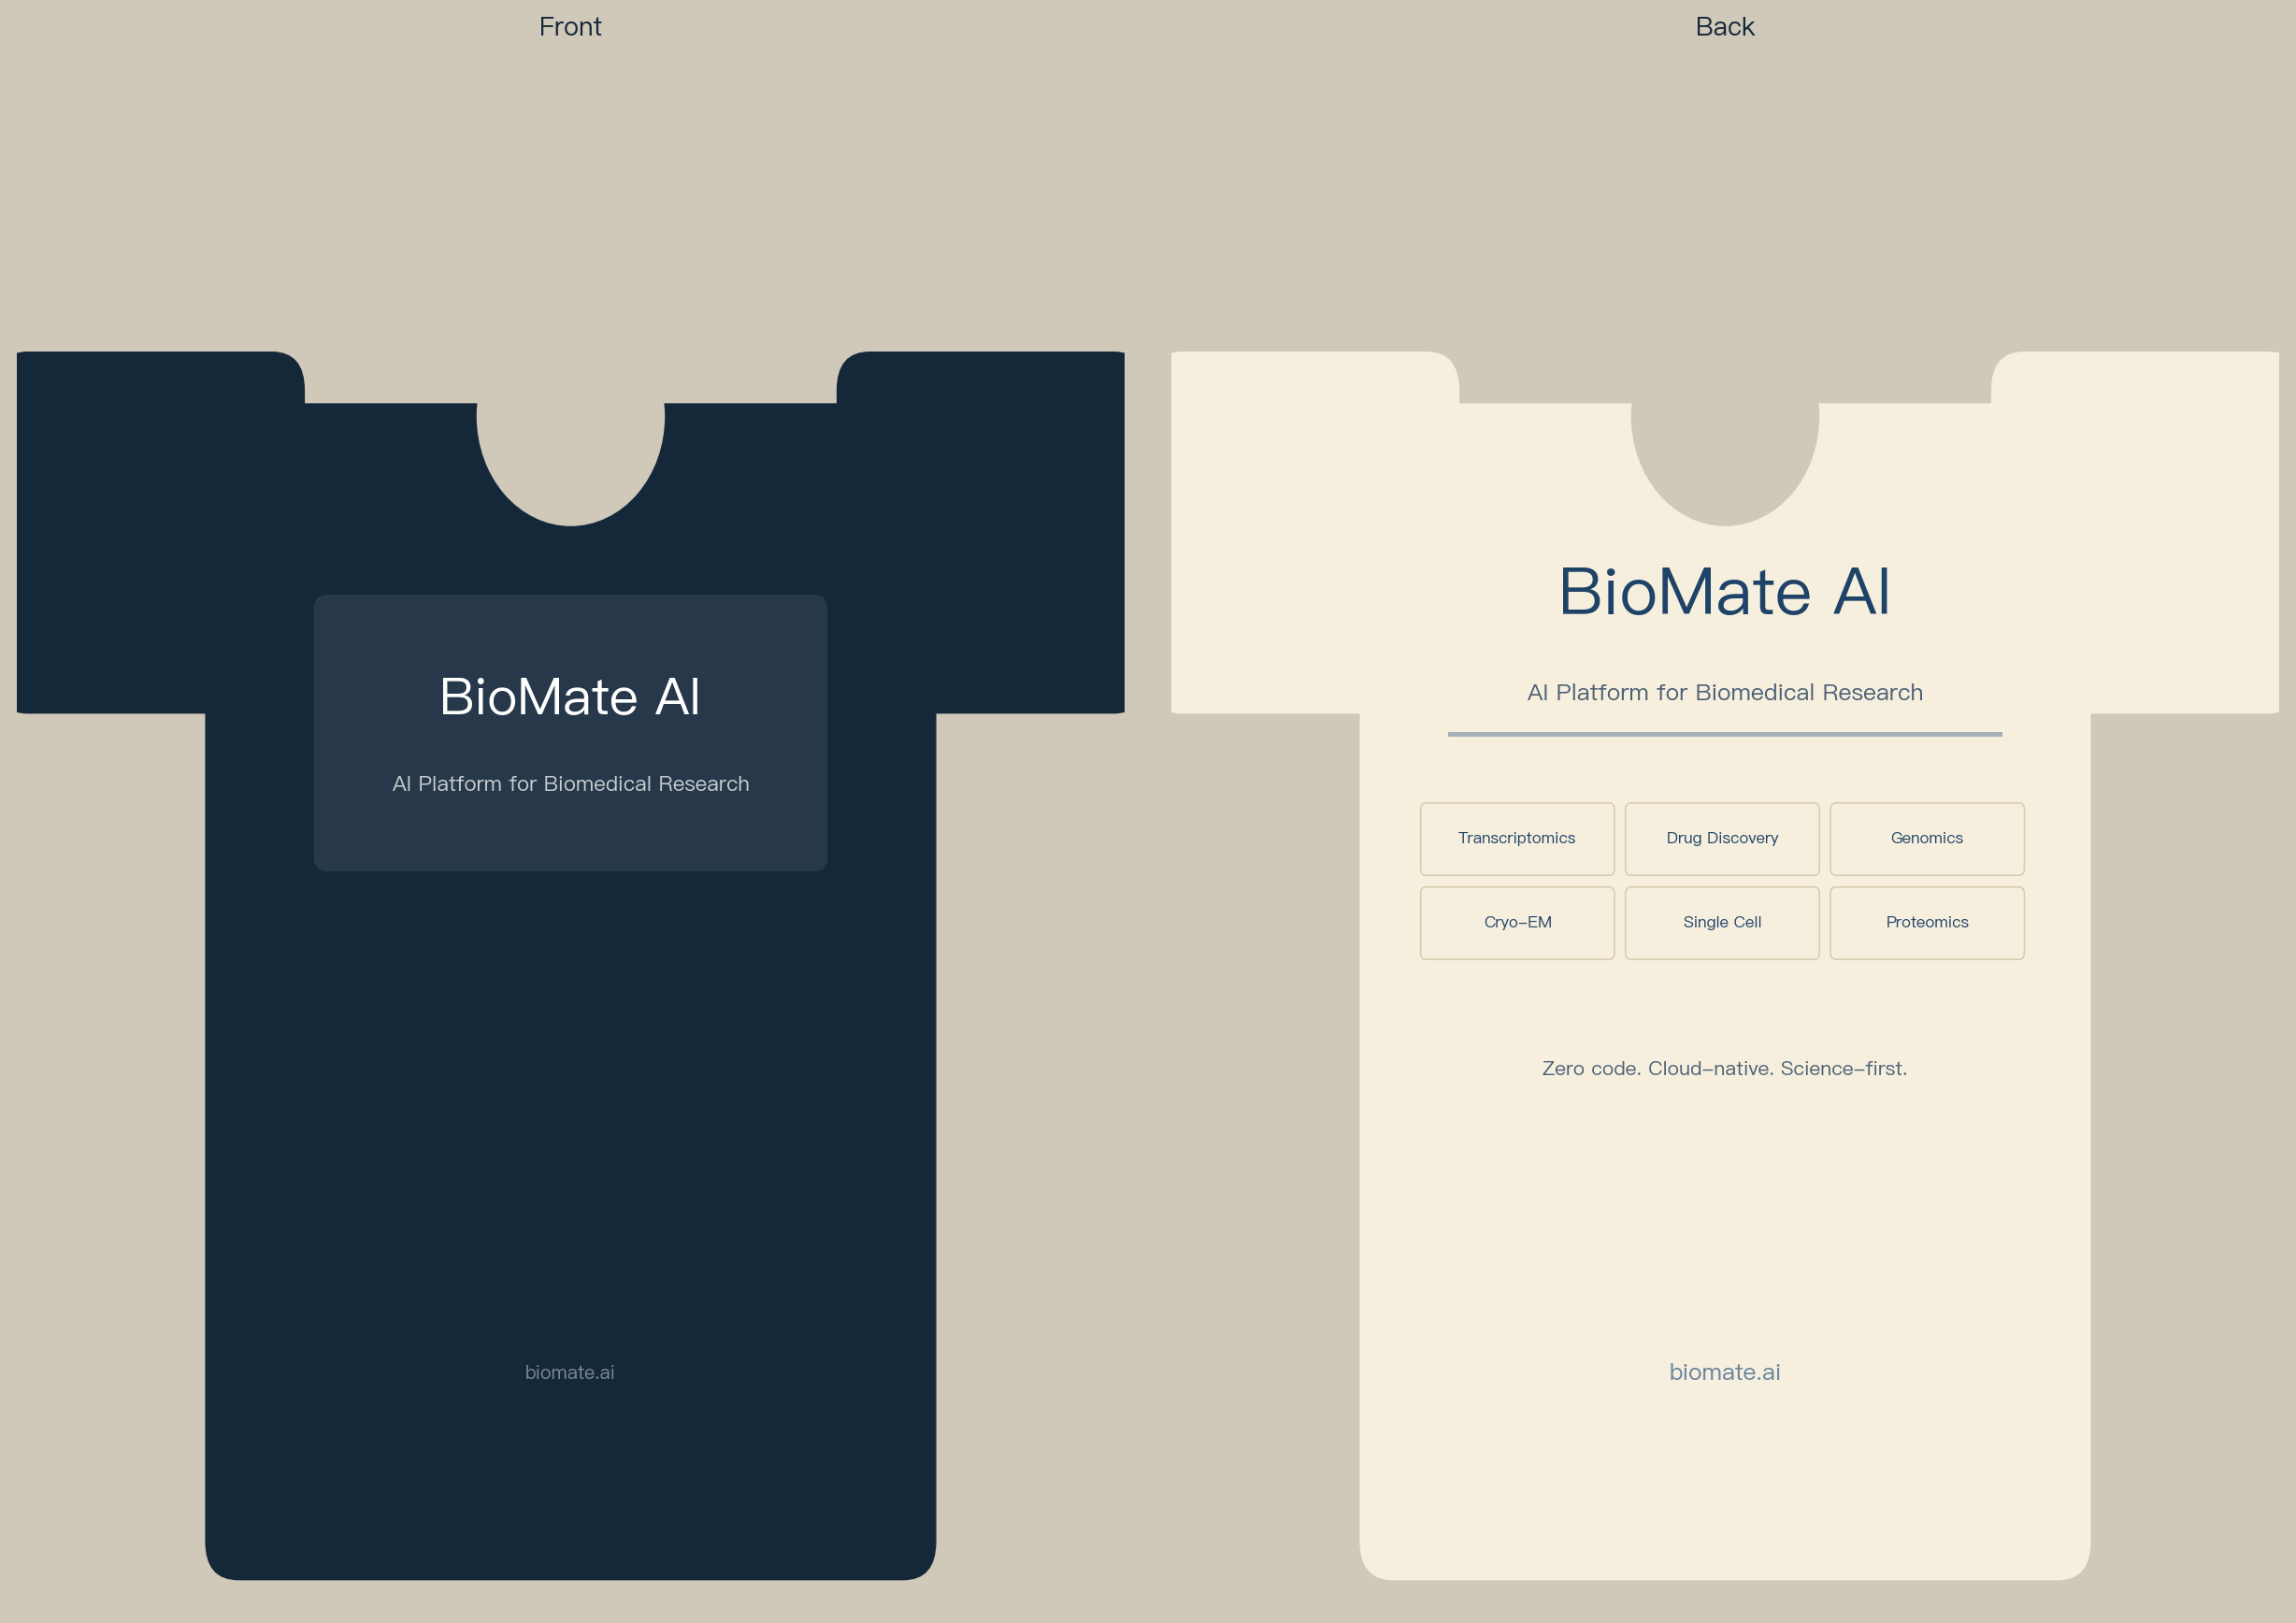 Front
BioMate AI
AI Platform for Biomedical Research
biomate.ai
Back
BioMate AI
AI Platform for Biomedical Research
Transcriptomics
Drug Discovery
Genomics
Cryo-EM
Single Cell
Proteomics
Zero code. Cloud-native. Science-first.
biomate.ai